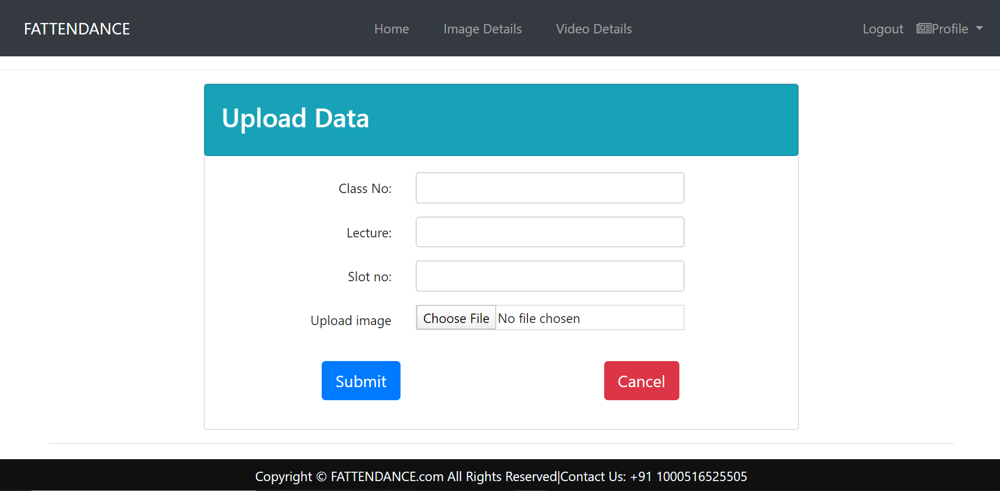 FATTENDANCE Home Image Details Video Details Logout Profile
Upload Data
Class No:
Lecture:
Slot no:
Upload image Choose File No file chosen
Submit Cancel
Copyright © FATTENDANCE.com All Rights Reserved|Contact Us: +91 1000516525505